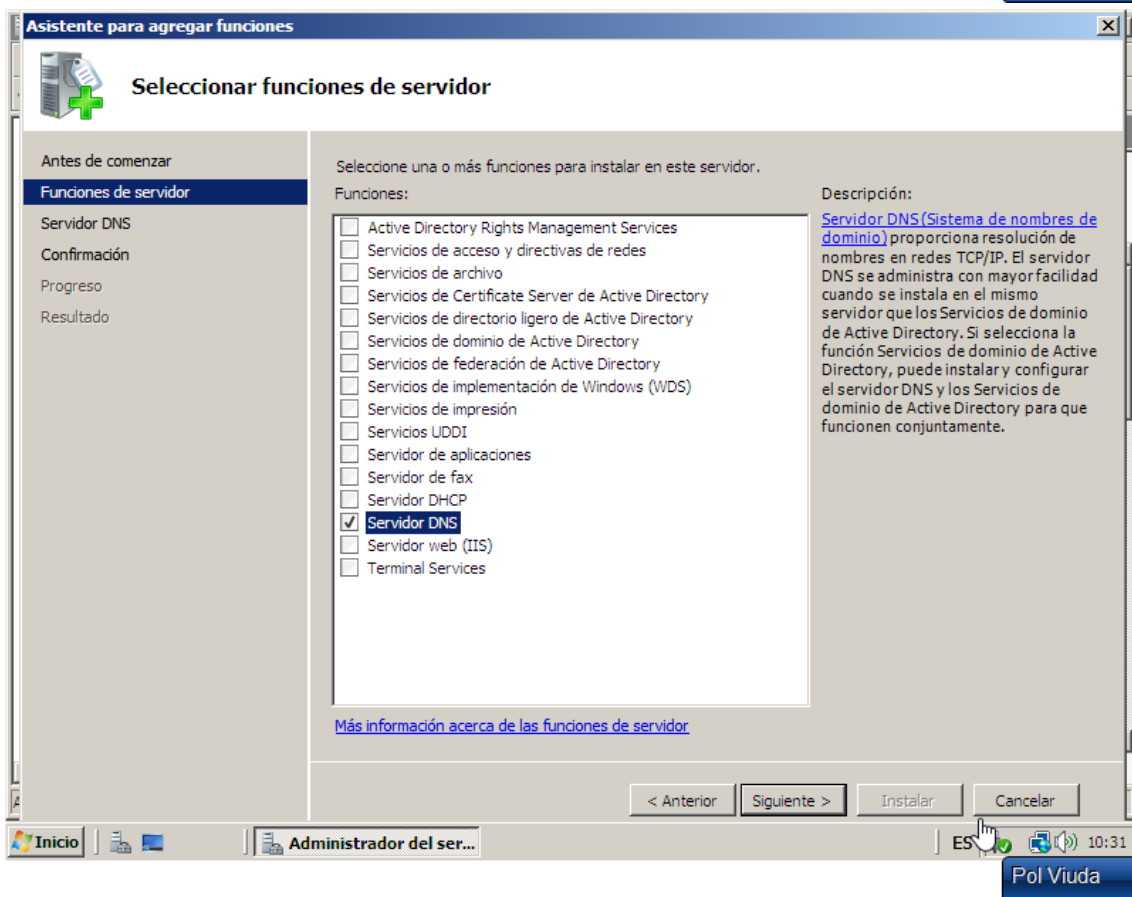 Asistente para agregar funciones
Seleccionar funciones de servidor
Antes de comenzar
Funciones de servidor
Servidor DNS
Confirmación
Progreso
Resultado
Seleccione una o más funciones para instalar en este servidor.
Funciones:
Active Directory Rights Management Services
Servicios de acceso y directivas de redes
Servicios de archivo
Servicios de Certificate Server de Active Directory
Servicios de directorio ligero de Active Directory
Servicios de dominio de Active Directory
Servicios de federación de Active Directory
Servicios de implementación de Windows (WDS)
Servicios de impresión
Servicios UDDI
Servidor de aplicaciones
Servidor de fax
Servidor DHCP
Servidor DNS
Servidor web (IIS)
Terminal Services
Más información acerca de las funciones de servidor
Descripción:
Servidor DNS (Sistema de nombres de
dominio) proporciona resolución de
nombres en redes TCP/IP. El servidor
DNS se administra con mayor facilidad
cuando se instala en el mismo
servidor que los Servicios de dominio
de Active Directory. Si selecciona la
función Servicios de dominio de Active
Directory, puede instalar y configurar
el servidor DNS y los Servicios de
dominio de Active Directory para que
funcionen conjuntamente.
< Anterior
Siguiente >
Instalar
Cancelar
Inicio
Administrador del ser...
ES
10:31
Pol Viuda